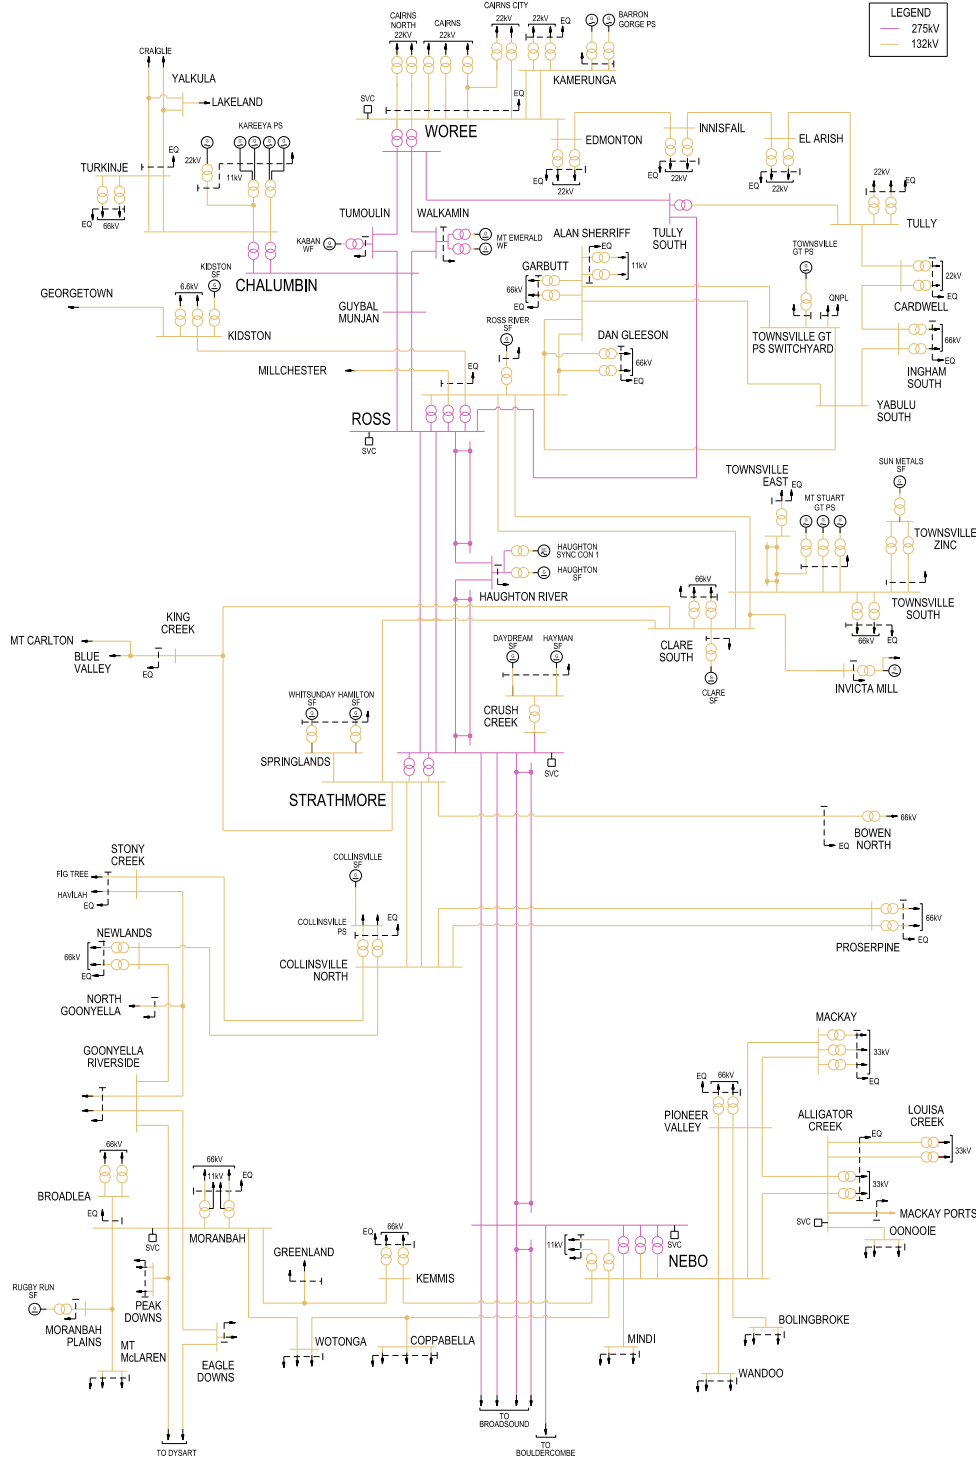 LEGEND
275kV
132kV
CAIRNS
NORTH
22KV
CAIRNS
22kV
CAIRNS CITY
22kV
22kV
EQ
BARRON
GORGE PS
KAMERUNGA
CRAIGLIE
YALKULA
LAKELAND
KAREEYA PS
EQ
22kV
11kV
TURKINJE
EQ
EQ
66kV
SVC
EQ
WOREE
EDMONTON
EQ
22kV
INNISFAIL
EQ
22kV
EL ARISH
EQ
22kV
22kV
EQ
TULLY
TUMOULIN
WALKAMIN
KABAN
WF
MT EMERALD
WF
TULLY
SOUTH
ALAN SHERRIFF
EQ
11kV
TOWNSVILLE
GT PS
QNPL
22kV
EQ
CARDWELL
KIDSTON
SF
CHALUMBIN
GEORGETOWN
6.6kV
KIDSTON
GUYBAL
MUNJAN
GARBUTT
66kV
EQ
ROSS RIVER
SF
DAN GLEESON
66kV
EQ
TOWNSVILLE GT
PS SWITCHYARD
66kV
EQ
INGHAM
SOUTH
MILLCHESTER
EQ
YABULU
SOUTH
ROSS
SVC
TOWNSVILLE
EAST
EQ
MT STUART
GT PS
SUN METALS
SF
TOWNSVILLE
ZINC
HAUGHTON
SYNC CON 1
HAUGHTON
SF
HAUGHTON RIVER
66kV
TOWNSVILLE
SOUTH
EQ
66kV
KING
CREEK
MT CARLTON
BLUE
VALLEY
EQ
DAYDREAM
SF
HAYMAN
SF
CLARE
SOUTH
CLARE
SF
INVICTA MILL
WHITSUNDAY
SF
HAMILTON
SF
CRUSH
CREEK
SPRINGLANDS
SVC
STRATHMORE
66kV
EQ
BOWEN
NORTH
STONY
CREEK
FIG TREE
HAVILAH
EQ
COLLINSVILLE
SF
COLLINSVILLE
PS
EQ
COLLINSVILLE
NORTH
66kV
EQ
PROSERPINE
NEWLANDS
66kV
EQ
NORTH
GOONYELLA
GOONYELLA
RIVERSIDE
MACKAY
33kV
EQ
EQ
66kV
PIONEER
VALLEY
ALLIGATOR
CREEK
EQ
LOUISA
CREEK
33kV
33kV
MACKAY PORTS
SVC
OONOOIE
66kV
BROADLEA
EQ
66kV
11kV
EQ
SVC
MORANBAH
GREENLAND
EQ
66kV
KEMMIS
11kV
SVC
NEBO
RUGBY RUN
SF
MORANBAH
PLAINS
PEAK
DOWNS
MT
McLAREN
EAGLE
DOWNS
WOTONGA
COPPABELLA
MINDI
BOLINGBROKE
WANDOO
TO DYSART
TO
BROADSOUND
TO
BOULDERCOMBE